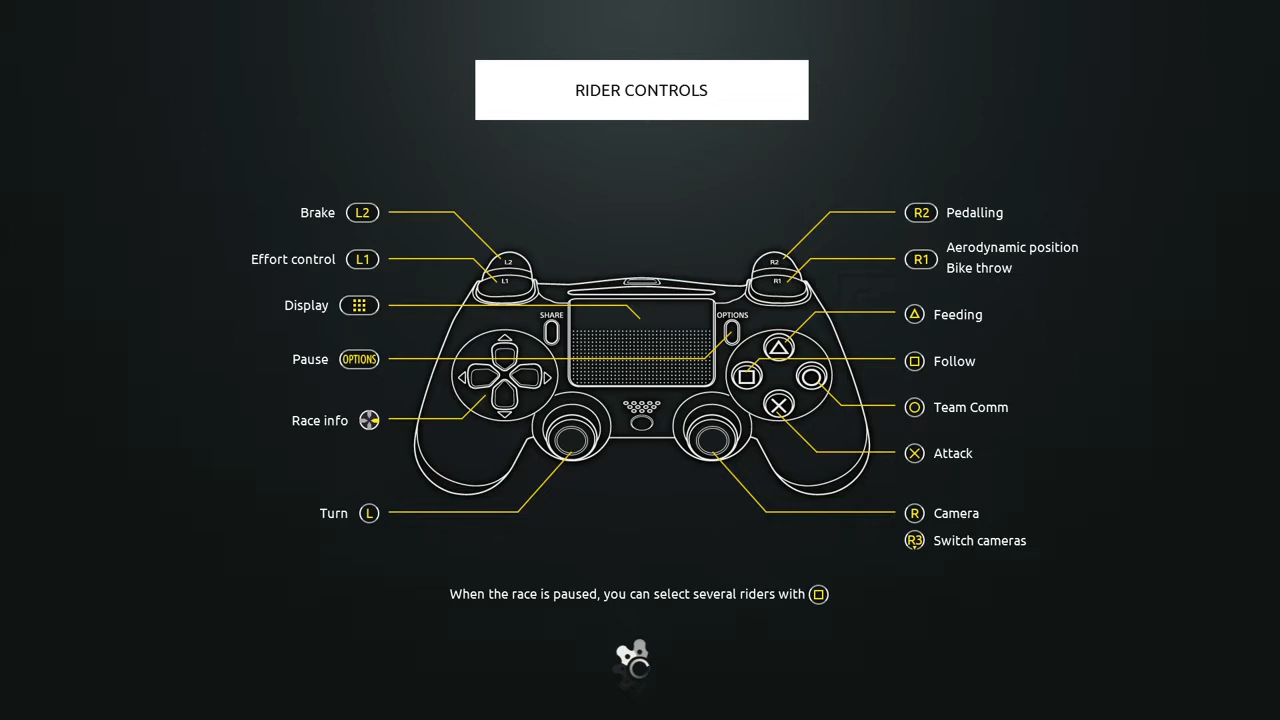 RIDER CONTROLS
Brake L2
R2 Pedalling
Effort control L1
R1 Aerodynamic position
Bike throw
Display
Feeding
Pause OPTIONS
Follow
Race info
Team Comm
Attack
Turn L
R Camera
R3 Switch cameras
L2
L1
R2
R1
SHARE
OPTIONS
When the race is paused, you can select several riders with